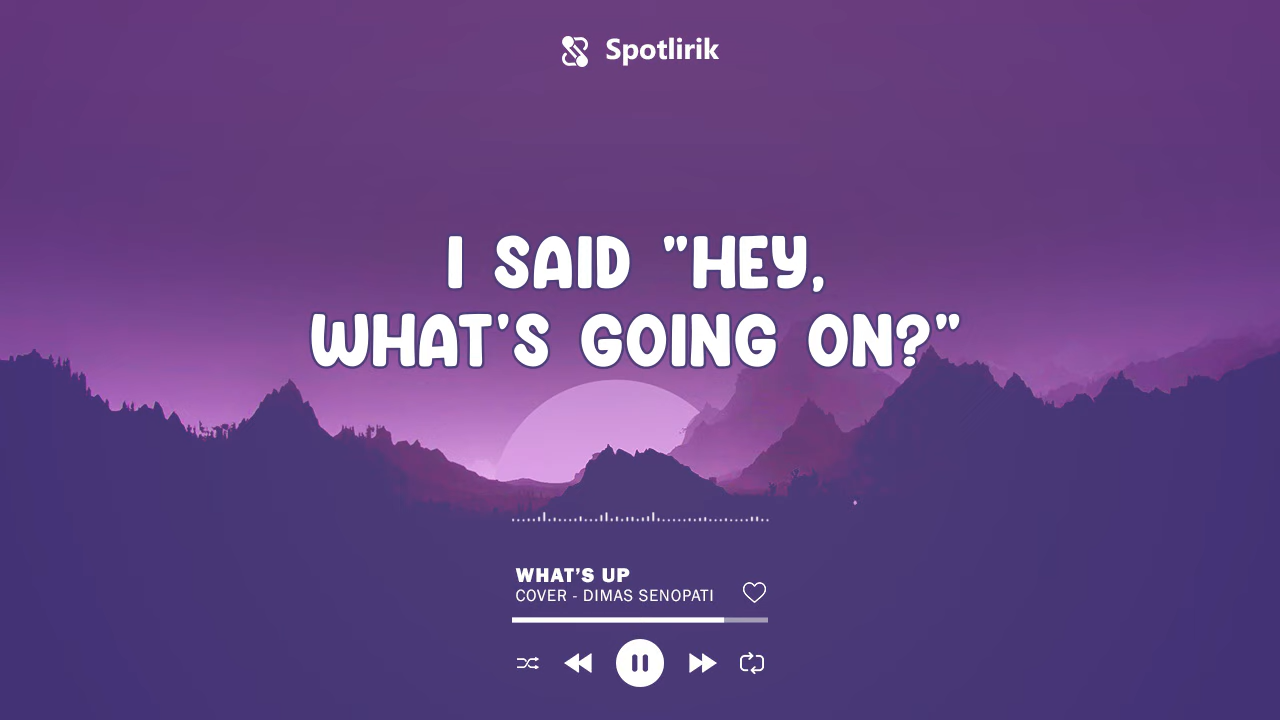 Spotlirik
I SAID "HEY,
WHAT'S GOING ON?"
WHAT'S UP
COVER - DIMAS SENOPATI